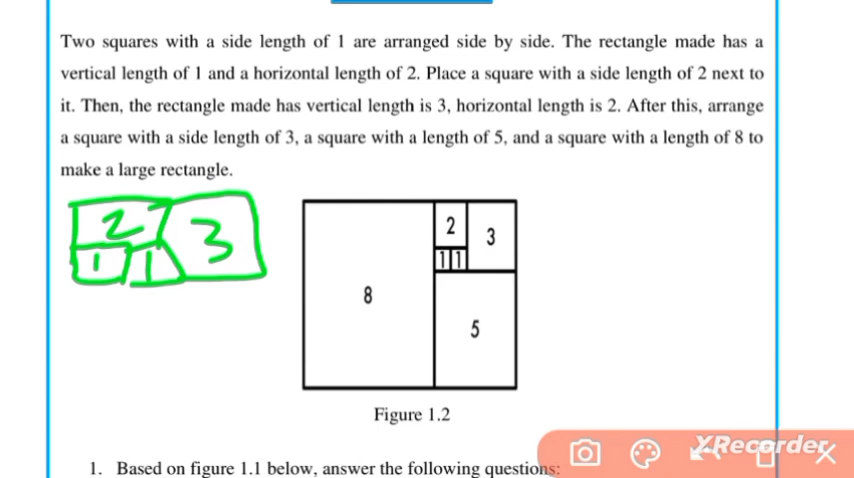 Two squares with a side length of 1 are arranged side by side. The rectangle made has a
vertical length of 1 and a horizontal length of 2. Place a square with a side length of 2 next to
it. Then, the rectangle made has vertical length is 3, horizontal length is 2. After this, arrange
a square with a side length of 3, a square with a length of 5, and a square with a length of 8 to
make a large rectangle.
2
1 1
3
2
3
1 1
8
5
Figure 1.2
1. Based on figure 1.1 below, answer the following questions:
XRecorder